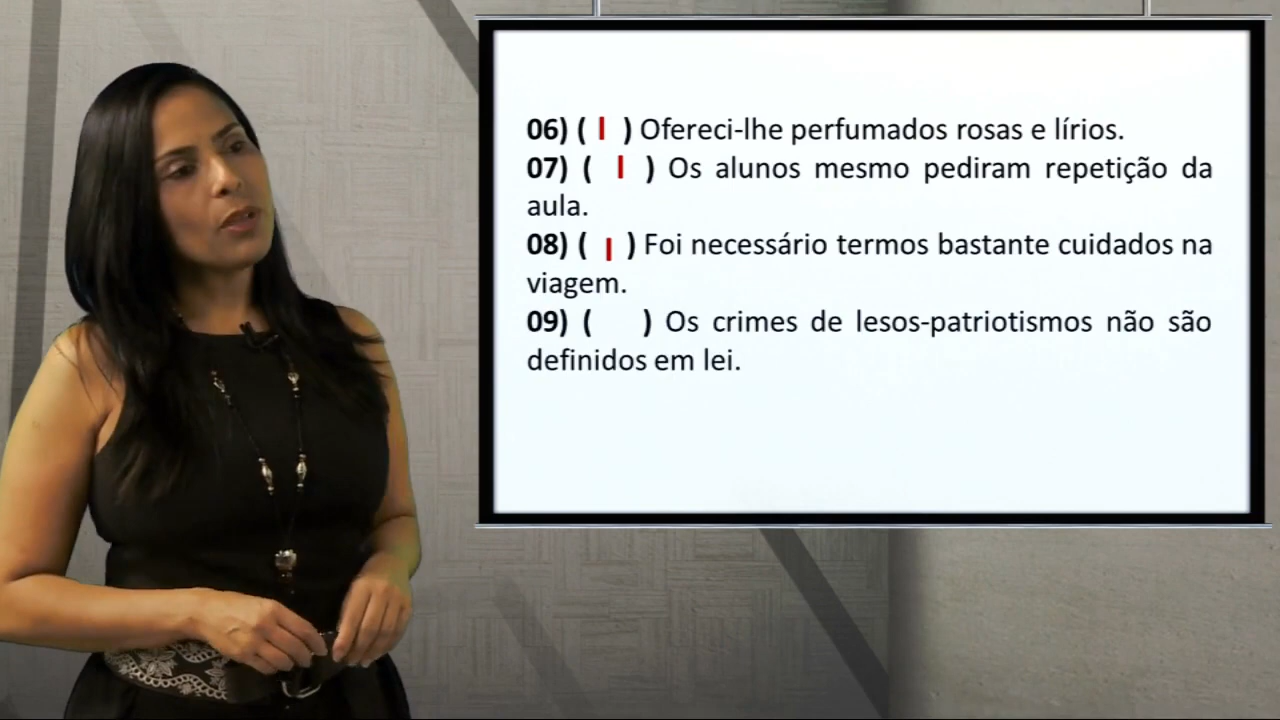 06) ( I ) Ofereci-lhe perfumados rosas e lírios.
07) ( I ) Os alunos mesmo pediram repetição da
aula.
08) ( I ) Foi necessário termos bastante cuidados na
viagem.
09) ( ) Os crimes de lesos-patriotismos não são
definidos em lei.